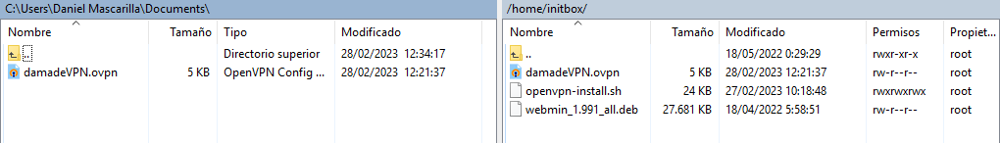 C:\Users\Daniel Mascarilla\Documents\
Nombre Tamaño Tipo Modificado
.. Directorio superior 28/02/2023 12:34:17
damadeVPN.ovpn 5 KB OpenVPN Config ... 28/02/2023 12:21:37
/home/initbox/
Nombre Tamaño Modificado Permisos Propiet...
.. 18/05/2022 0:29:29 rwxr-xr-x root
damadeVPN.ovpn 5 KB 28/02/2023 12:21:37 rw-r--r-- root
openvpn-install.sh 24 KB 27/02/2023 10:18:48 rwxrwxrwx root
webmin_1.991_all.deb 27.681 KB 18/04/2022 5:58:51 rw-r--r-- root